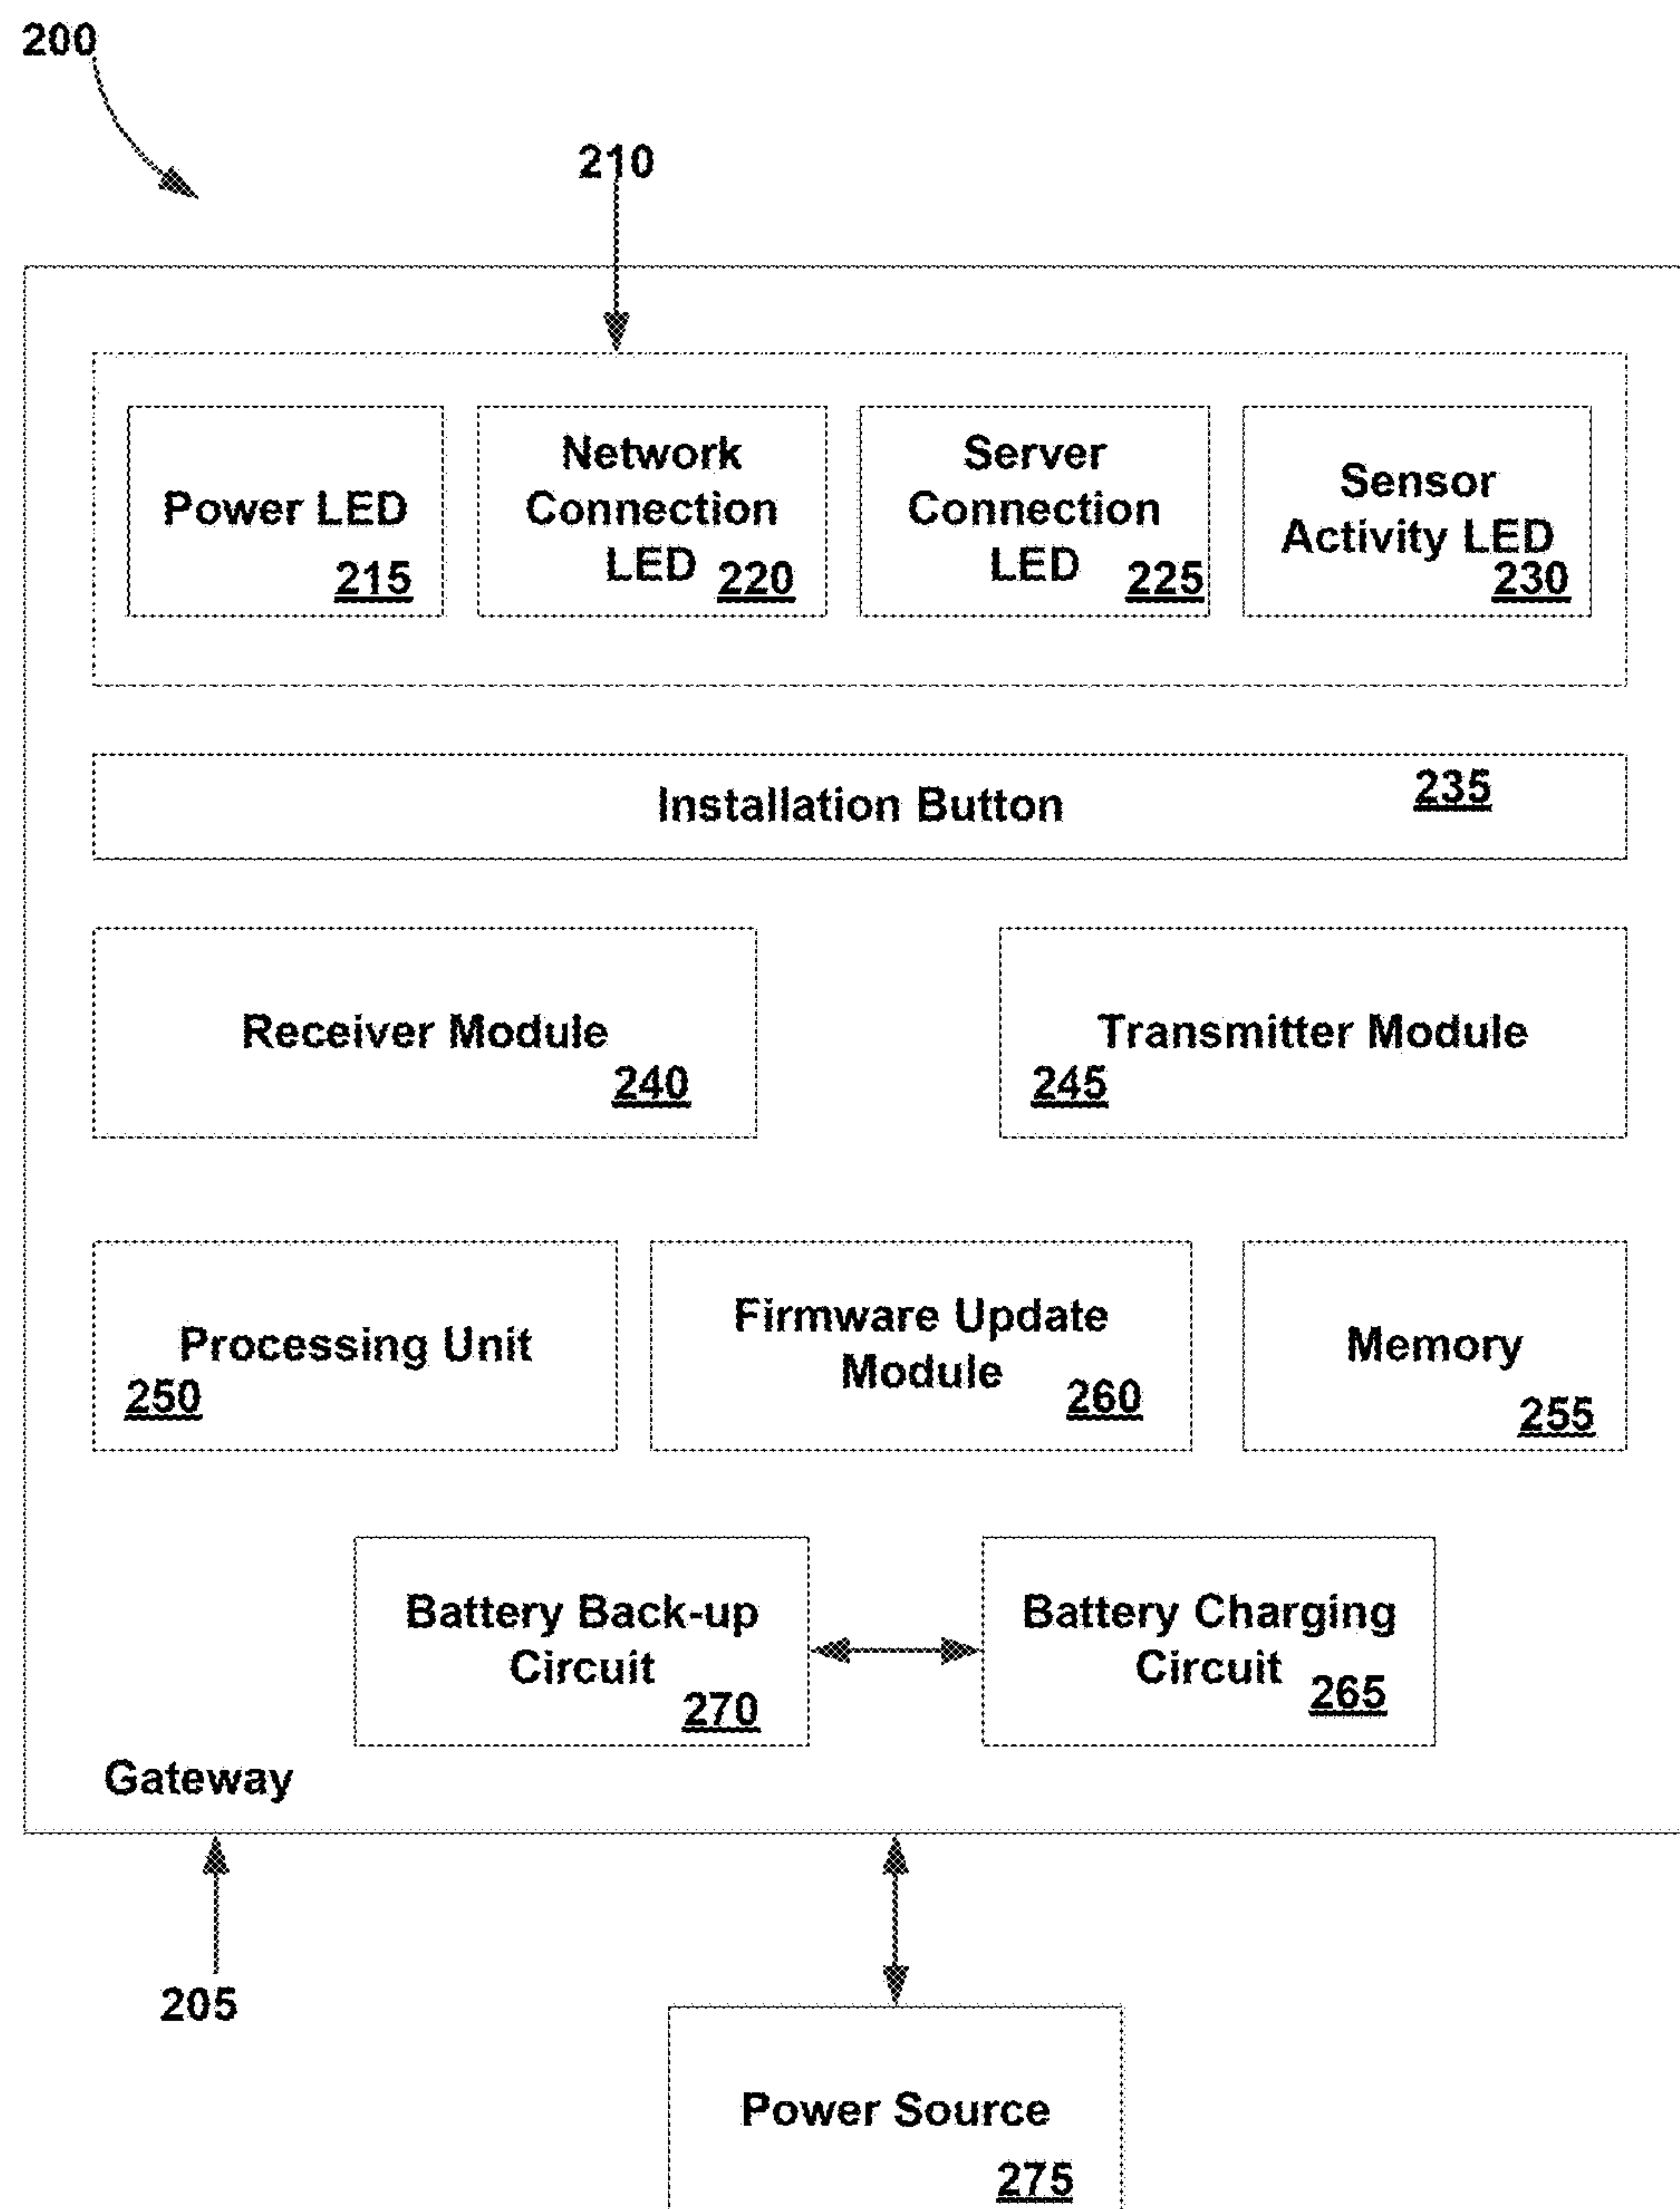 200
210
Power LED
215
Network
Connection
LED
220
Server
Connection
LED
225
Sensor
Activity LED
230
Installation Button
235
Receiver Module
240
Transmitter Module
245
Processing Unit
250
Firmware Update
Module
260
Memory
255
Battery Back-up
Circuit
270
Battery Charging
Circuit
265
Gateway
205
Power Source
275